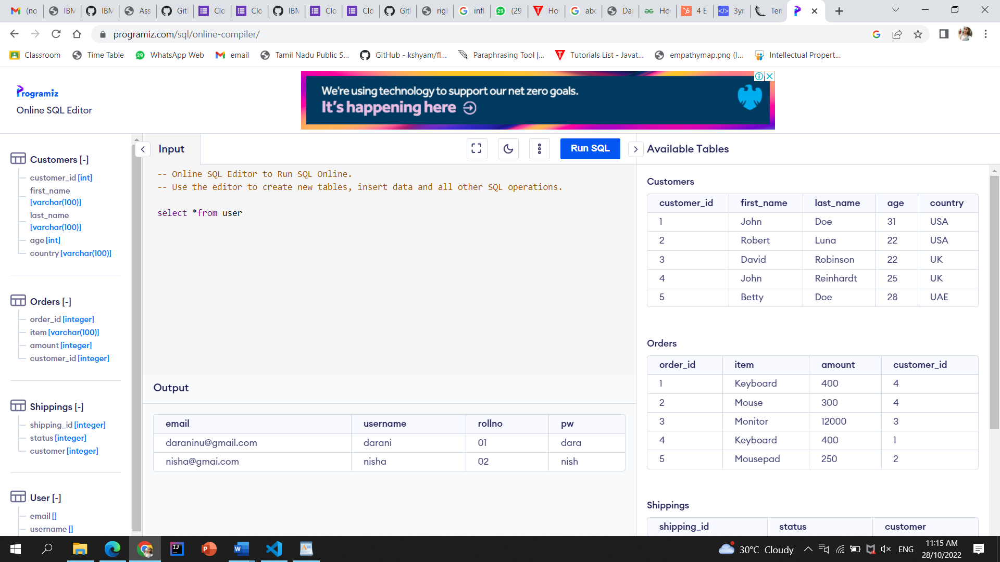 (no
IBM
IBM
Ass
Gith
Clo
Clo
IBM
Clo
Clo
Gith
righ
infl
(29
Ho
abc
Dar
Ho
4 E
3yn
Ten
programiz.com/sql/online-compiler/
Classroom
Time Table
WhatsApp Web
email
Tamil Nadu Public S...
GitHub - kshyam/fl...
Paraphrasing Tool |...
Tutorials List - Javat...
empathymap.png (I...
Intellectual Propert...
Programiz
Online SQL Editor
We're using technology to support our net zero goals.
It's happening here
Customers [-]
customer_id [int]
first_name
[varchar(100)]
last_name
[varchar(100)]
age [int]
country [varchar(100)]
Orders [-]
order_id [integer]
item [varchar(100)]
amount [integer]
customer_id [integer]
Shippings [-]
shipping_id [integer]
status [integer]
customer [integer]
User [-]
email []
username []
Input
Run SQL
-- Online SQL Editor to Run SQL Online.
-- Use the editor to create new tables, insert data and all other SQL operations.
select *from user
Output
email username rollno pw
daraninu@gmail.com darani 01 dara
nisha@gmai.com nisha 02 nish
Available Tables
Customers
customer_id first_name last_name age country
1 John Doe 31 USA
2 Robert Luna 22 USA
3 David Robinson 22 UK
4 John Reinhardt 25 UK
5 Betty Doe 28 UAE
Orders
order_id item amount customer_id
1 Keyboard 400 4
2 Mouse 300 4
3 Monitor 12000 3
4 Keyboard 400 1
5 Mousepad 250 2
Shippings
shipping_id status customer
30°C Cloudy
ENG
11:15 AM
28/10/2022